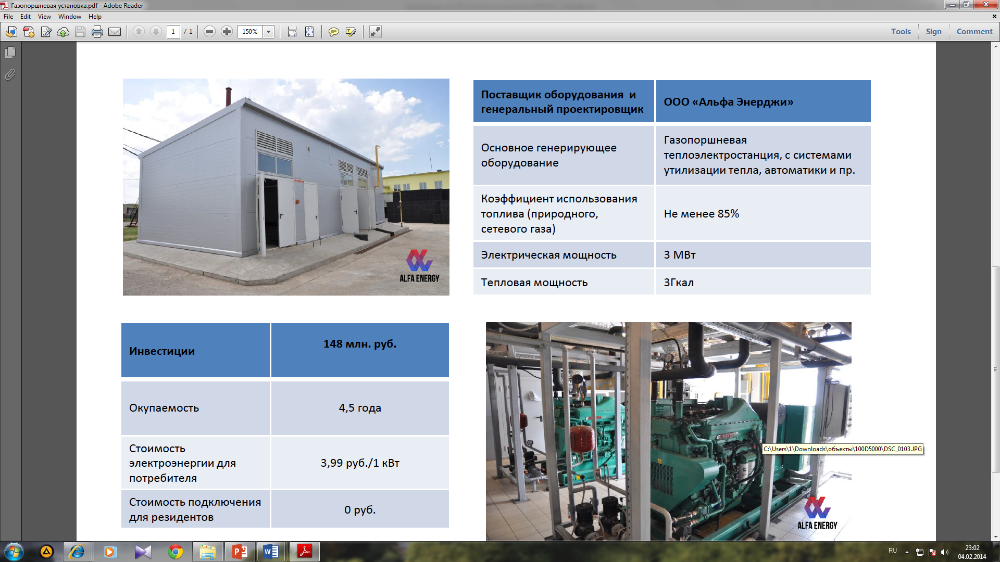 Газопоршневая установка.pdf - Adobe Reader
File Edit View Window Help
1 / 1
150%
Tools Sign Comment
ALFA ENERGY
Поставщик оборудования и
генеральный проектировщик
ООО «Альфа Энерджи»
Основное генерирующее
оборудование
Газопоршневая
теплоэлектростанция, с системами
утилизации тепла, автоматики и пр.
Коэффициент использования
топлива (природного,
сетевого газа)
Не менее 85%
Электрическая мощность
3 МВт
Тепловая мощность
3Гкал
Инвестиции
148 млн. руб.
Окупаемость
4,5 года
Стоимость
электроэнергии для
потребителя
3,99 руб./1 кВт
Стоимость подключения
для резидентов
0 руб.
C:\Users\1\Downloads\объекты\100D5000\DSC_0103.JPG
ALFA ENERGY
RU
23:02
04.02.2014